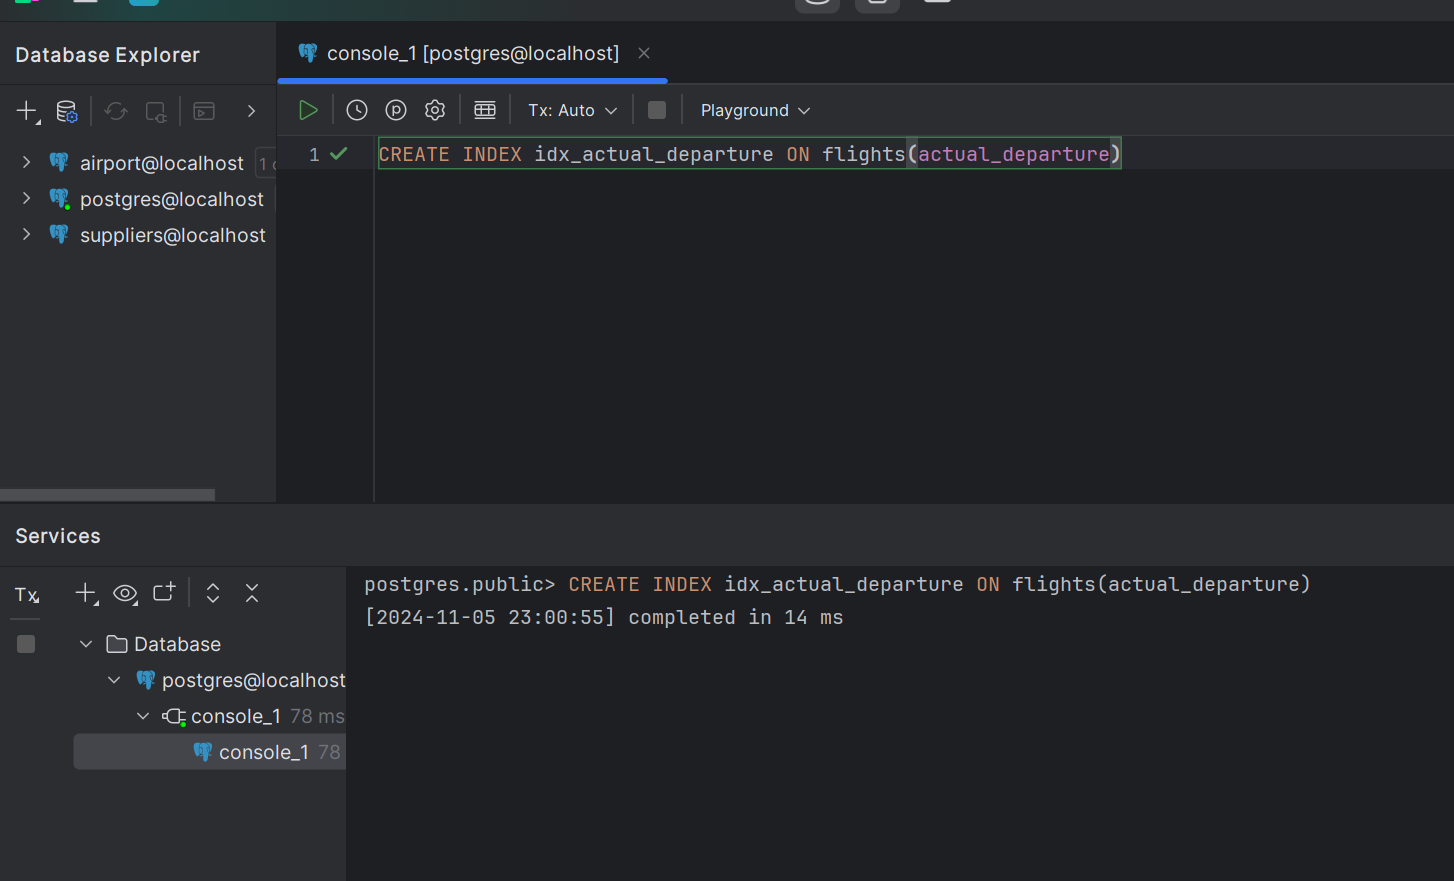 Database Explorer
console_1 [postgres@localhost]
Tx: Auto
Playground
airport@localhost 1
postgres@localhost
suppliers@localhost
1 CREATE INDEX idx_actual_departure ON flights(actual_departure)
Services
Tx
Database
postgres@localhost
console_1 78 ms
console_1 78
postgres.public> CREATE INDEX idx_actual_departure ON flights(actual_departure)
[2024-11-05 23:00:55] completed in 14 ms